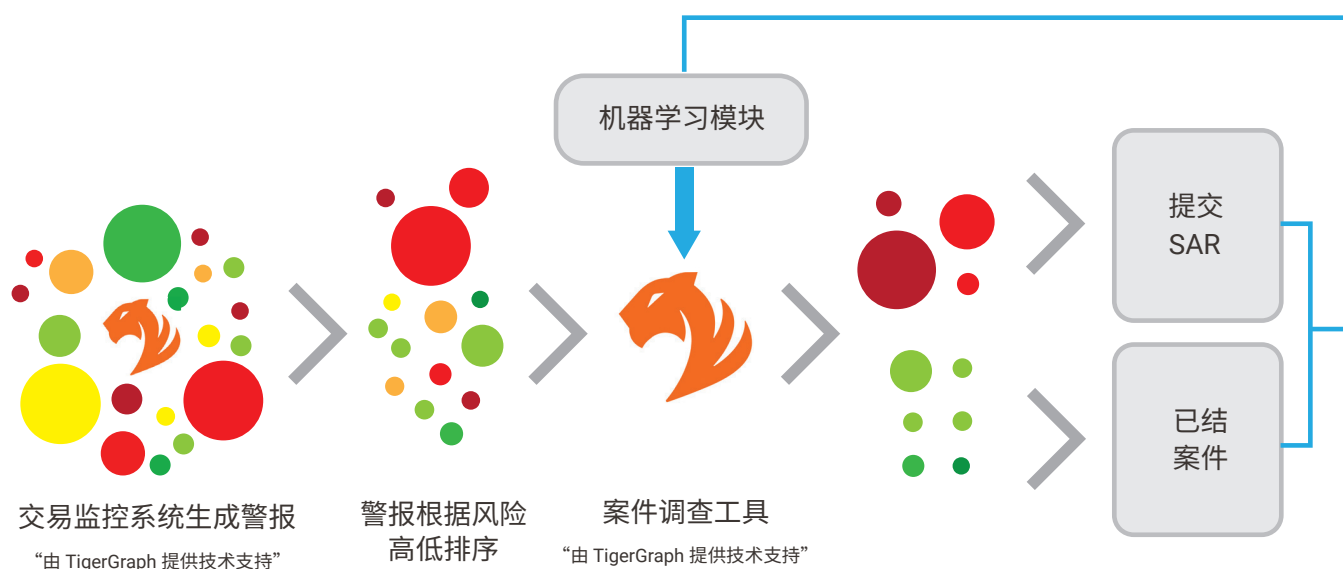 机器学习模块
提交
SAR
已结
案件
交易监控系统生成警报
“由 TigerGraph 提供技术支持”
警报根据风险
高低排序
案件调查工具
“由 TigerGraph 提供技术支持”